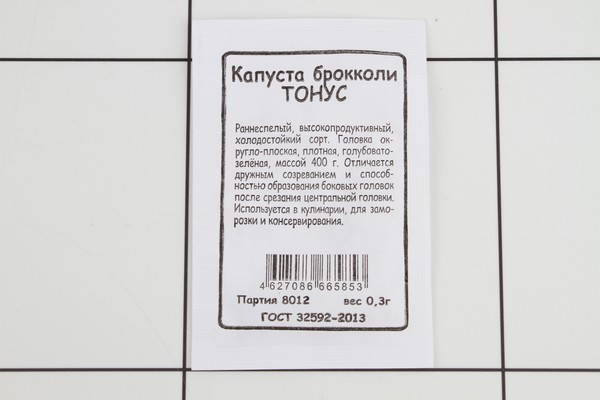 Капуста брокколи
ТОНУС
Раннеспелый, высокопродуктивный,
холодостойкий сорт. Головка ок-
ругло-плоская, плотная, голубовато-
зелёная, массой 400 г. Отличается
дружным созреванием и способ-
ностью образования боковых головок
после срезания центральной головки.
Используется в кулинарии, для замо-
розки и консервирования.
4 627086 665853
Партия 8012 вес 0,3г
ГОСТ 32592-2013